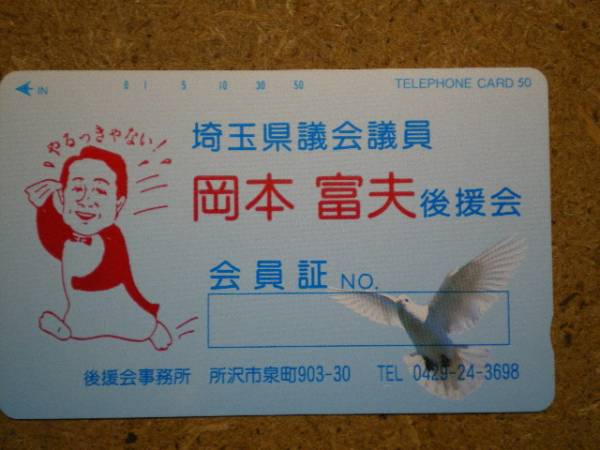 IN 0 1 5 10 30 50 TELEPHONE CARD 50
やるっきゃない!
埼玉県議会議員
岡本 富夫後援会
会員証 NO.
後援会事務所 所沢市泉町903-30 TEL 0429-24-3698